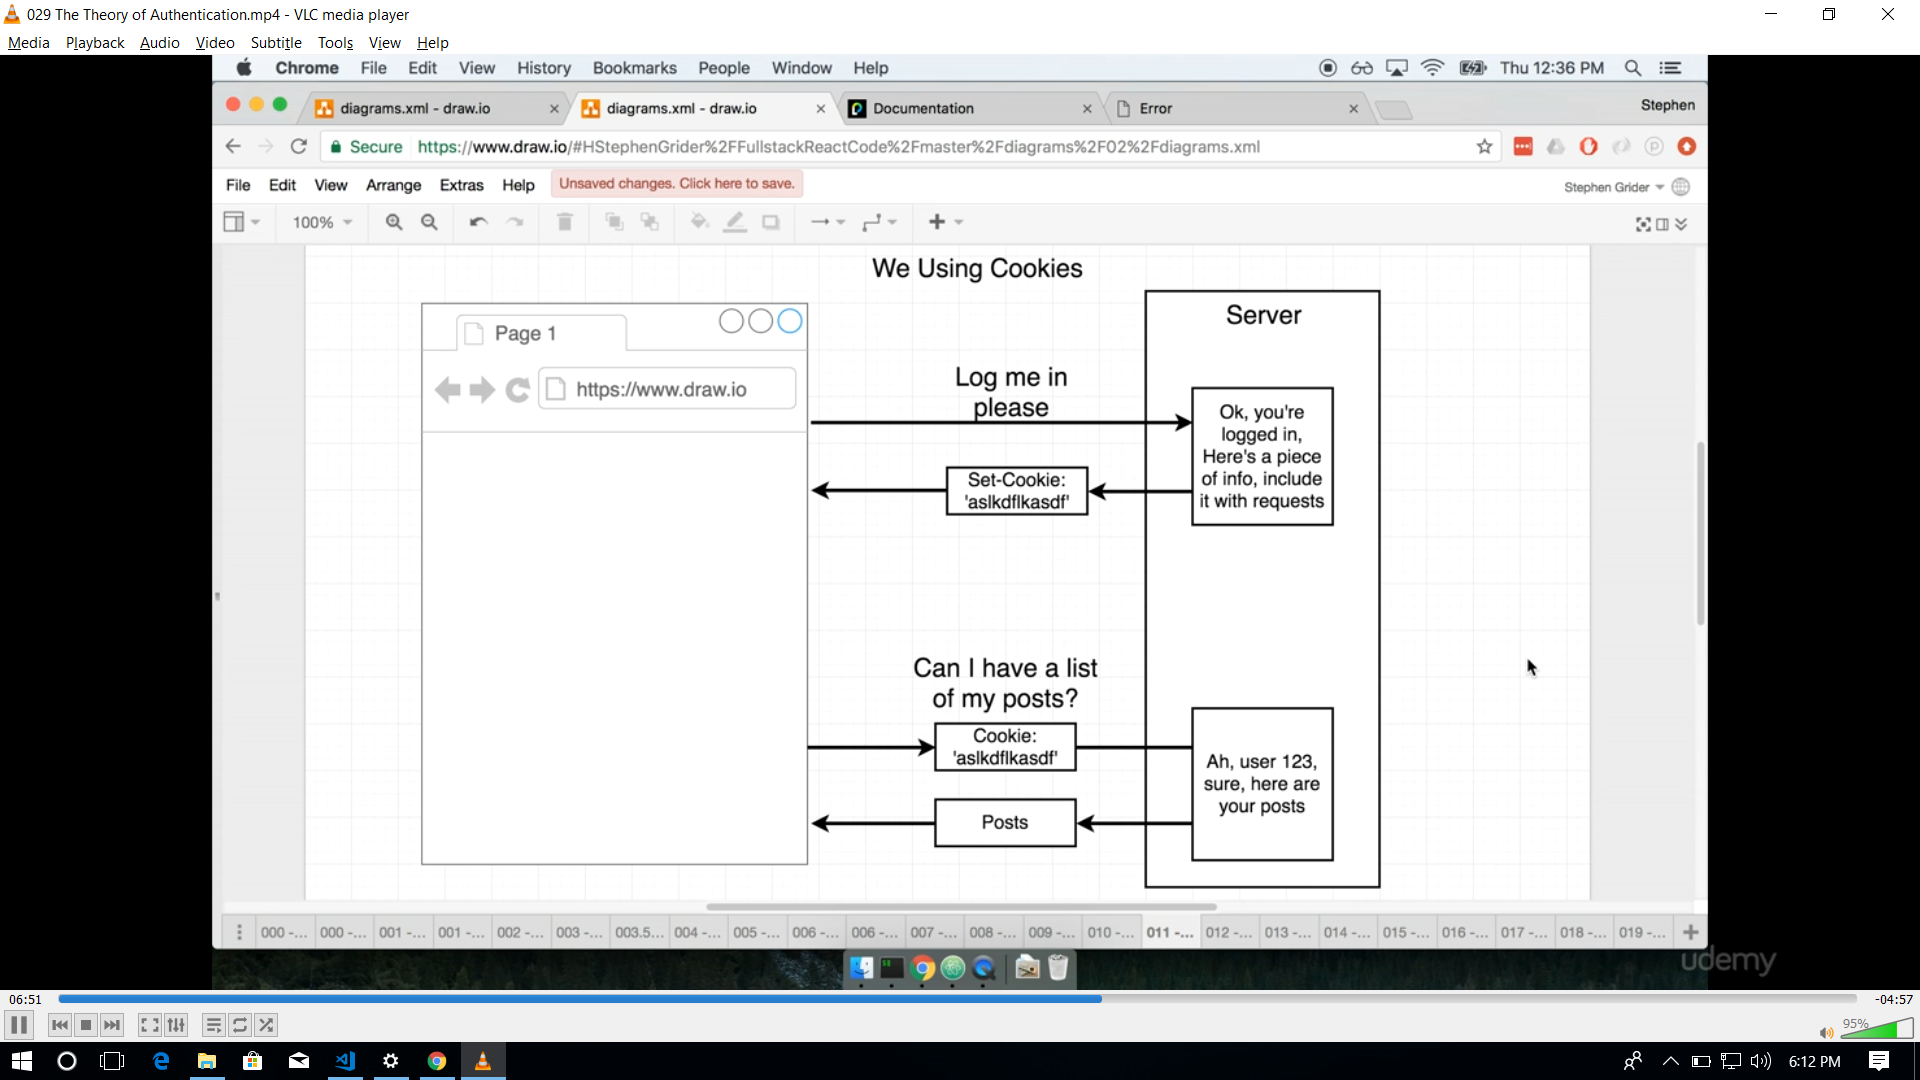 029 The Theory of Authentication.mp4 - VLC media player
Media Playback Audio Video Subtitle Tools View Help
Chrome File Edit View History Bookmarks People Window Help Thu 12:36 PM
diagrams.xml - draw.io diagrams.xml - draw.io Documentation Error Stephen
Secure https://www.draw.io/#HStephenGrider%2FFullstackReactCode%2Fmaster%2Fdiagrams%2F02%2Fdiagrams.xml
File Edit View Arrange Extras Help Unsaved changes. Click here to save. Stephen Grider
100%
We Using Cookies
Page 1
https://www.draw.io
Server
Log me in
please
Ok, you're
logged in,
Here's a piece
of info, include
it with requests
Set-Cookie:
'aslkdflkasdf'
Can I have a list
of my posts?
Cookie:
'aslkdflkasdf'
Ah, user 123,
sure, here are
your posts
Posts
000 -... 000 -... 001 -... 001 -... 002 -... 003 -... 003.5... 004 -... 005 -... 006 -... 006 -... 007 -... 008 -... 009 -... 010 -... 011 -... 012 -... 013 -... 014 -... 015 -... 016 -... 017 -... 018 -... 019 -...
udemy
06:51 -04:57
95%
6:12 PM